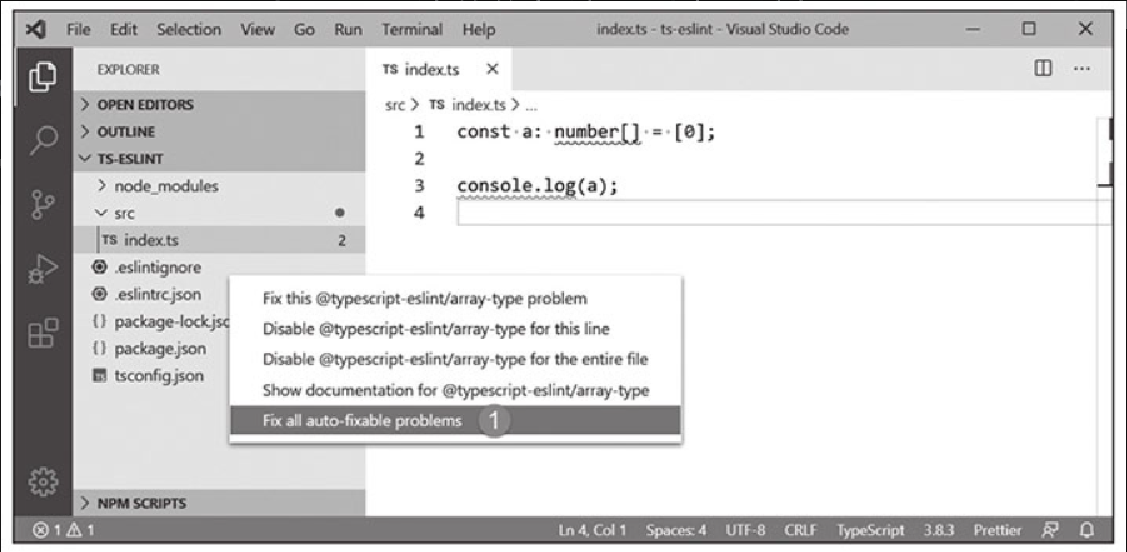 File Edit Selection View Go Run Terminal Help index.ts - ts-eslint - Visual Studio Code
EXPLORER
OPEN EDITORS
OUTLINE
TS-ESLINT
node_modules
src
TS index.ts 2
.eslintignore
.eslintrc.json
{} package-lock.jsc
{} package.json
TS tsconfig.json
NPM SCRIPTS
TS index.ts
src > TS index.ts > ...
1 const a: number[] = [0];
2
3 console.log(a);
4
Fix this @typescript-eslint/array-type problem
Disable @typescript-eslint/array-type for this line
Disable @typescript-eslint/array-type for the entire file
Show documentation for @typescript-eslint/array-type
Fix all auto-fixable problems 1
1 1 Ln 4, Col 1 Spaces: 4 UTF-8 CRLF TypeScript 3.8.3 Prettier